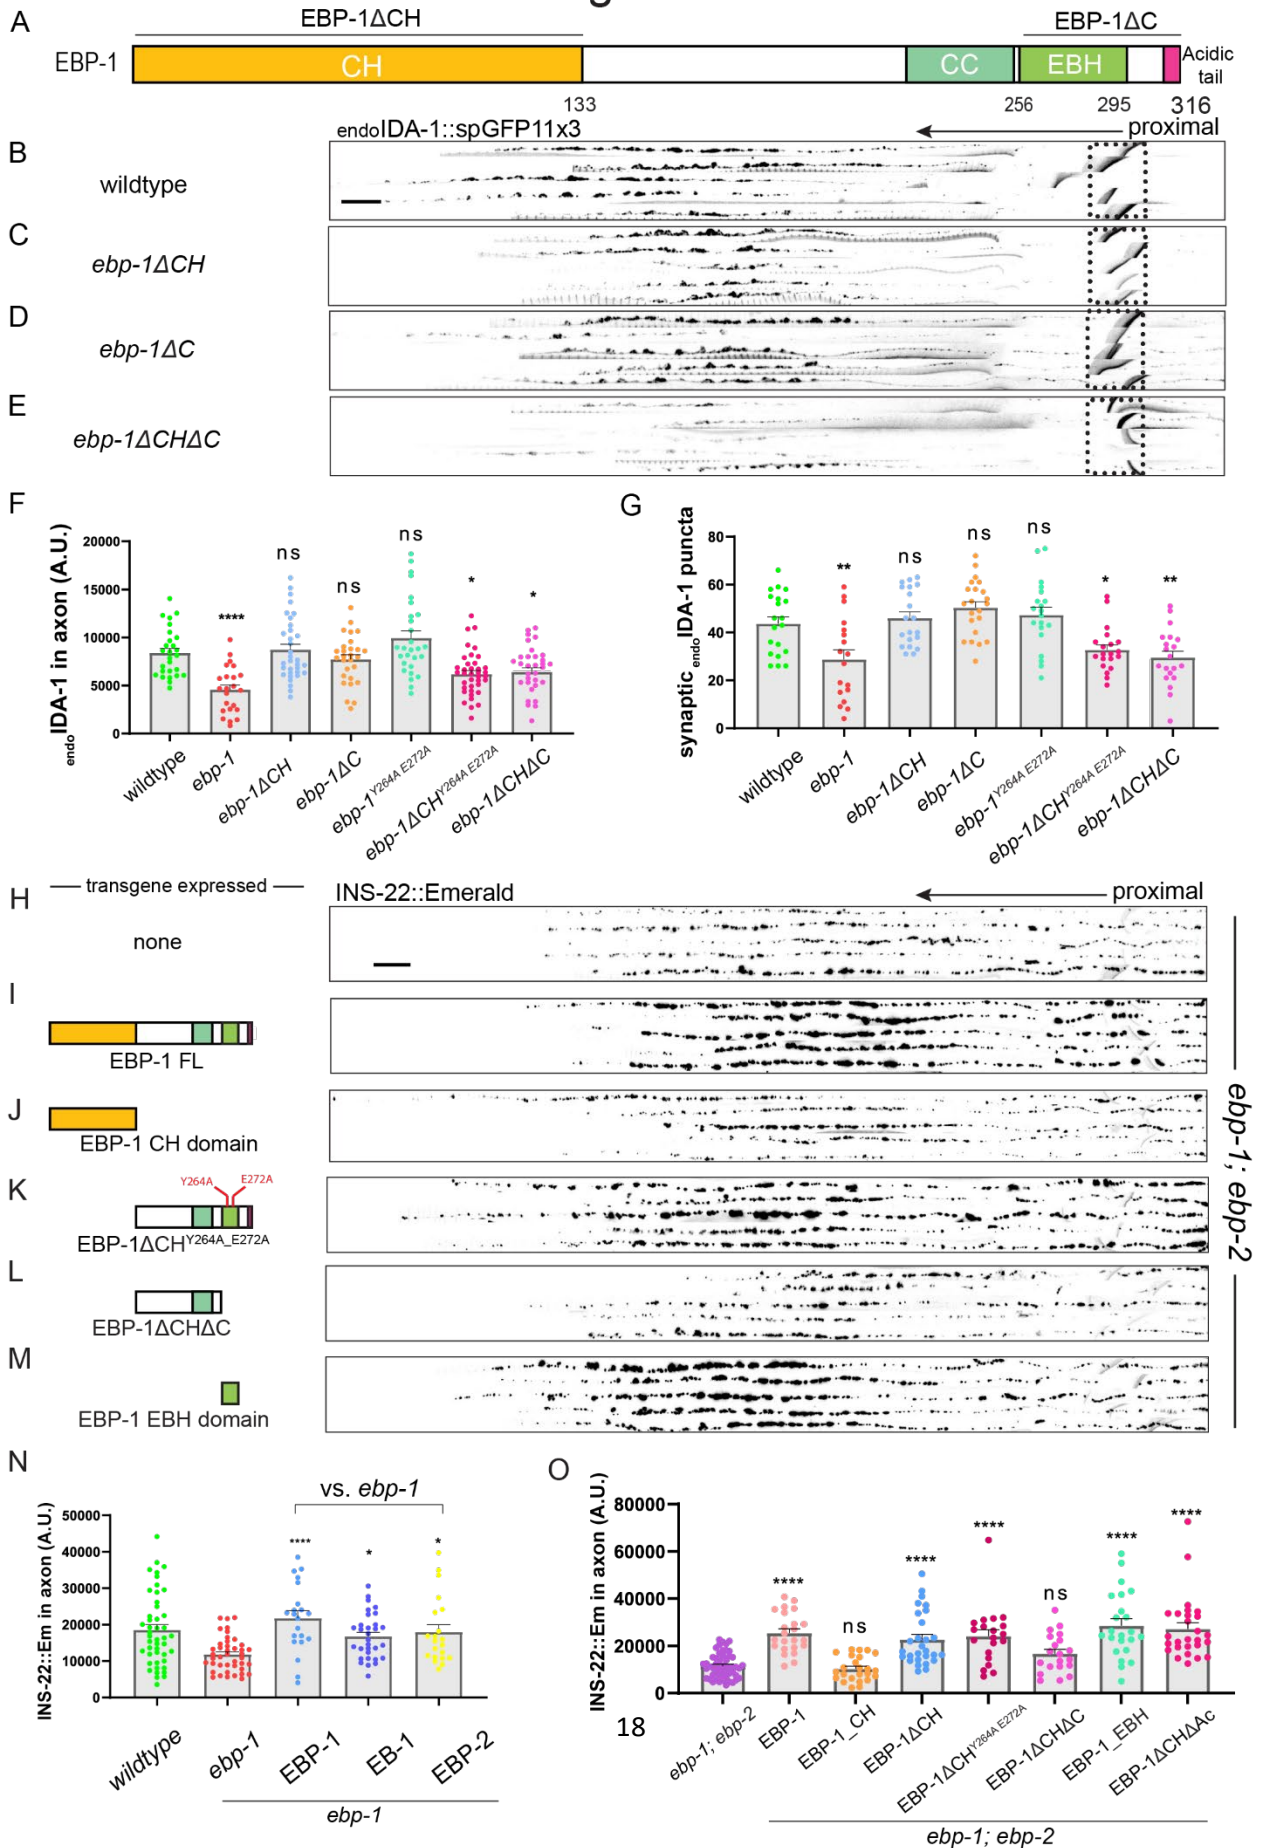 A
EBP-1ΔCH
EBP-1ΔC
EBP-1
CH
CC
EBH
Acidic
tail
133
256
295
316
endoIDA-1::spGFP11x3
proximal
B
wildtype
C
ebp-1ΔCH
D
ebp-1ΔC
E
ebp-1ΔCHΔC
F
G
endoIDA-1 in axon (A.U.)
20000
15000
10000
5000
0
****
ns
ns
ns
*
*
wildtype
ebp-1
ebp-1ΔCH
ebp-1ΔC
ebp-1Y264A E272A
ebp-1ΔCHY264A E272A
ebp-1ΔCHΔC
synaptic endoIDA-1 puncta
80
60
40
20
0
**
ns
ns
ns
*
**
wildtype
ebp-1
ebp-1ΔCH
ebp-1ΔC
ebp-1Y264A E272A
ebp-1ΔCHY264A E272A
ebp-1ΔCHΔC
transgene expressed
INS-22::Emerald
proximal
H
none
I
EBP-1 FL
J
EBP-1 CH domain
K
Y264A
E272A
EBP-1ΔCHY264A_E272A
L
EBP-1ΔCHΔC
M
EBP-1 EBH domain
ebp-1; ebp-2
N
vs. ebp-1
INS-22::Em in axon (A.U.)
50000
40000
30000
20000
10000
0
****
*
*
wildtype
ebp-1
EBP-1
EB-1
EBP-2
ebp-1
O
INS-22::Em in axon (A.U.)
80000
60000
40000
20000
0
****
ns
****
****
ns
****
****
ebp-1; ebp-2
EBP-1
EBP-1_CH
EBP-1ΔCH
EBP-1ΔCHY264A E272A
EBP-1ΔCHΔC
EBP-1_EBH
EBP-1ΔCHΔAc
ebp-1; ebp-2
18